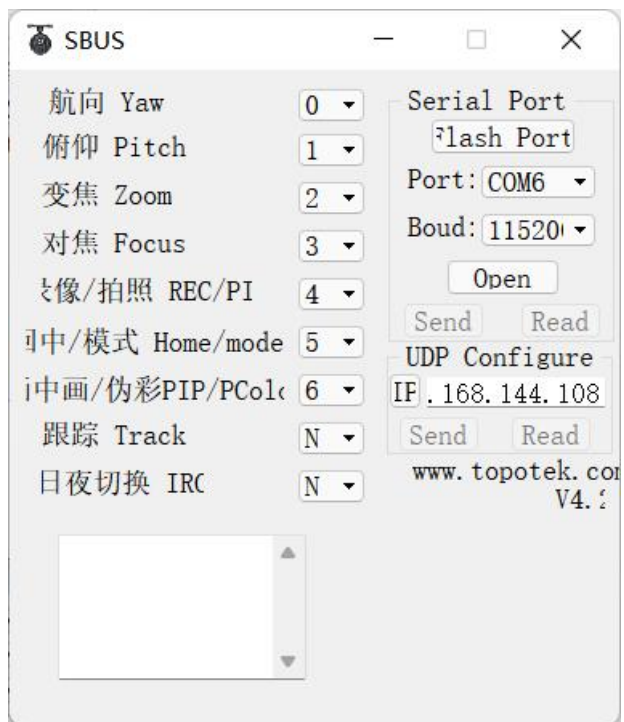 SBUS
航向 Yaw 0
俯仰 Pitch 1
变焦 Zoom 2
对焦 Focus 3
像/拍照 REC/PI 4
中/模式 Home/mode 5
中画/伪彩PIP/PColo 6
跟踪 Track N
日夜切换 IRC N
Serial Port
Flash Port
Port: COM6
Boud: 11520
Open
Send Read
UDP Configure
IP .168.144.108
Send Read
www.topotek.co
V4.2